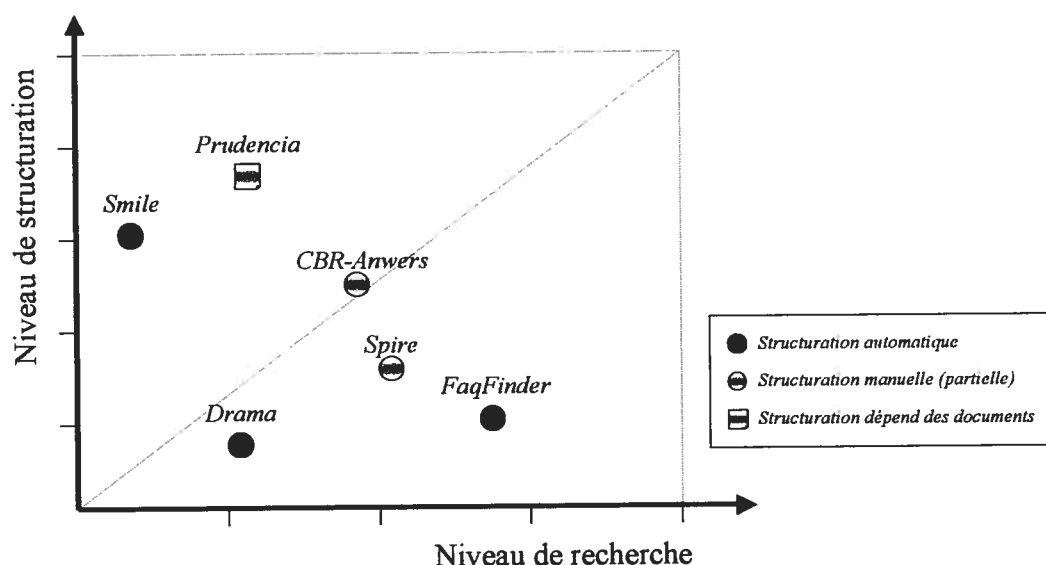 Niveau de structuration
Prudencia
Smile
CBR-Anwers
Spire
FaqFinder
Drama
Structuration automatique
Structuration manuelle (partielle)
Structuration dépend des documents
Niveau de recherche